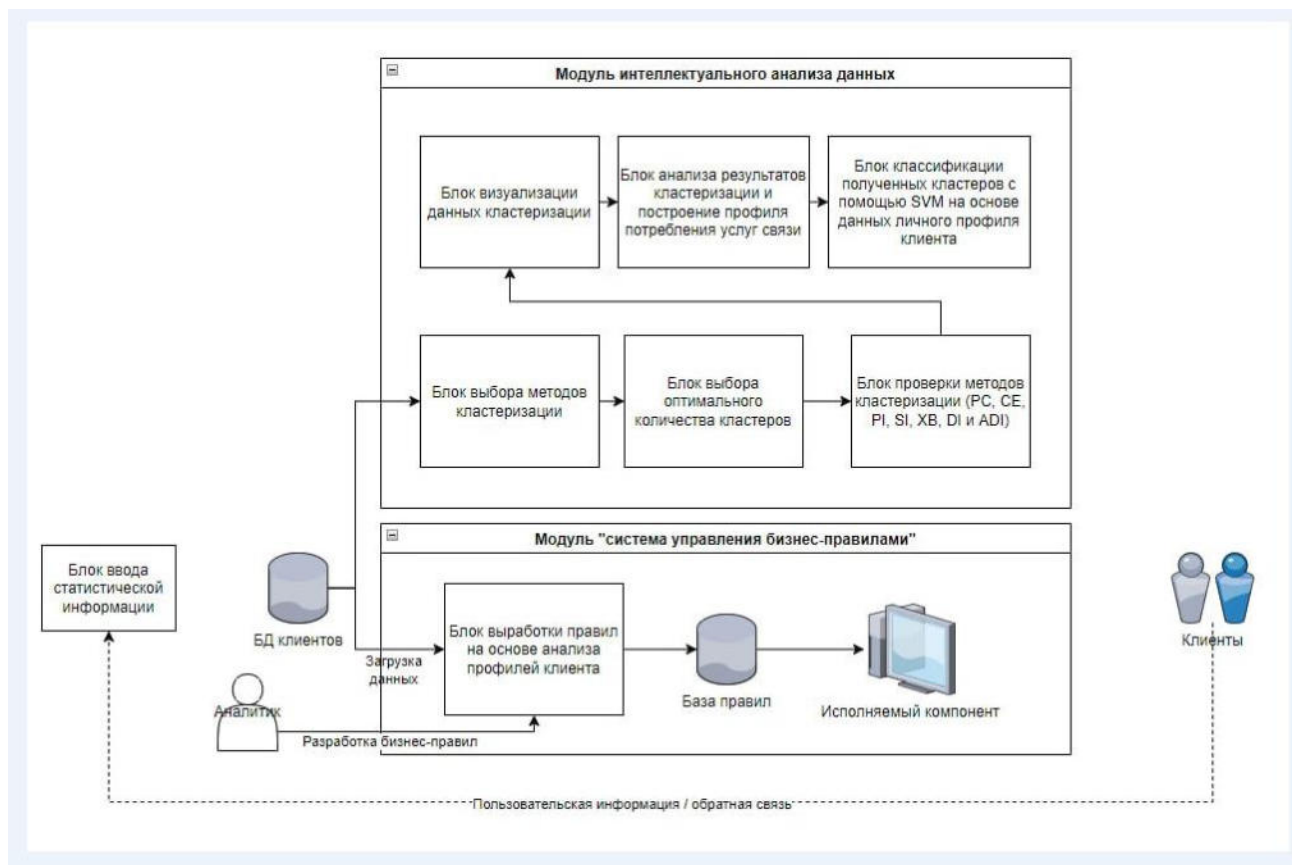 Модуль интеллектуального анализа данных
Блок визуализации
данных кластеризации
Блок анализа результатов
кластеризации и
построение профиля
потребления услуг связи
Блок классификации
полученных кластеров с
помощью SVM на основе
данных личного профиля
клиента
Блок выбора методов
кластеризации
Блок выбора
оптимального
количества кластеров
Блок проверки методов
кластеризации (PC, CE,
PI, SI, XB, DI и ADI)
Модуль "система управления бизнес-правилами"
Блок ввода
статистической
информации
БД клиентов
Загрузка
данных
Блок выработки правил
на основе анализа
профилей клиента
База правил
Исполняемый компонент
Клиенты
Аналитик
Разработка бизнес-правил
Пользовательская информация / обратная связь